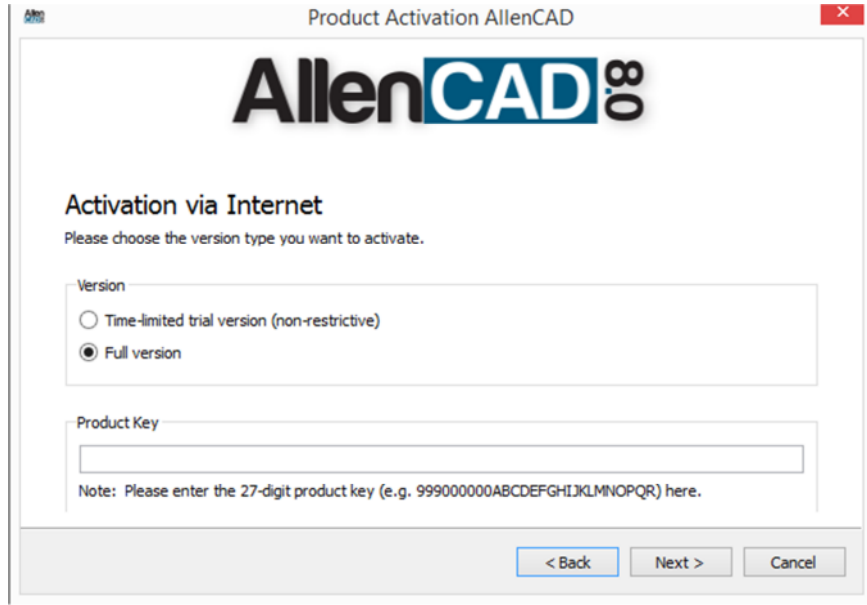 Allen
Product Activation AllenCAD
AllenCAD 8.0
Activation via Internet
Please choose the version type you want to activate.
Version
Time-limited trial version (non-restrictive)
Full version
Product Key
Note: Please enter the 27-digit product key (e.g. 999000000ABCDEFGHIJKLMNOPQR) here.
< Back Next > Cancel